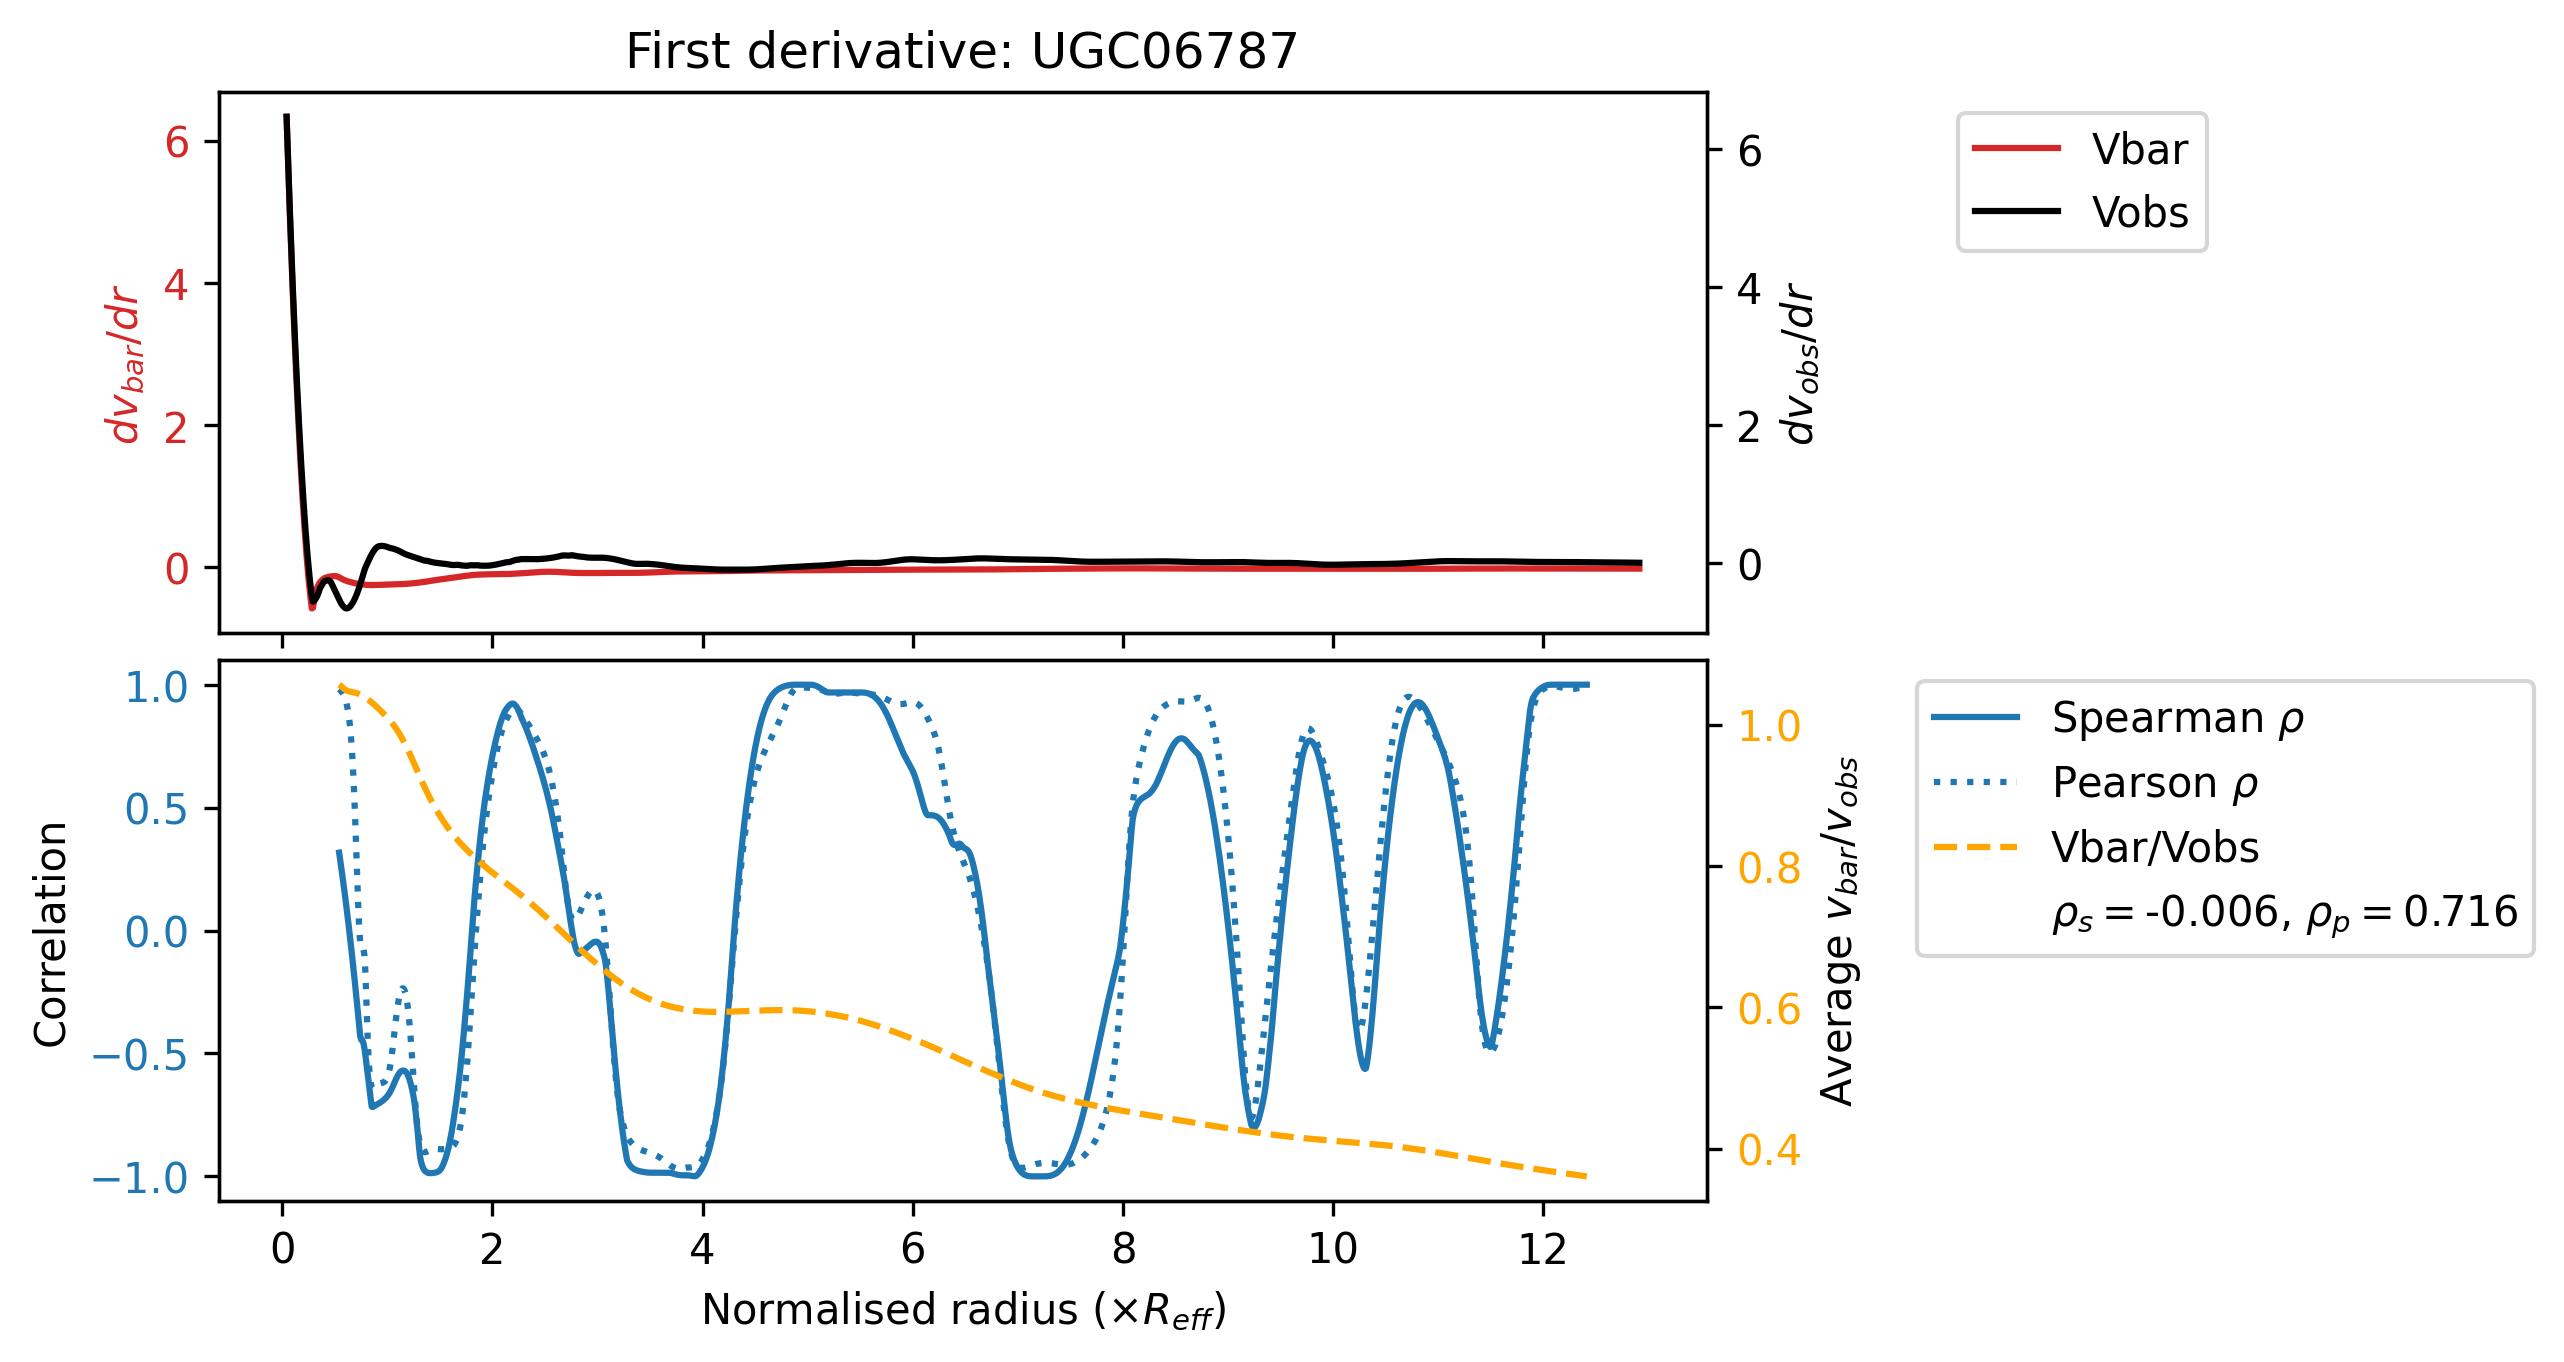 First derivative: UGC06787
6
4
2
0
dv_bar/dr
6
4
2
0
dv_obs/dr
Vbar
Vobs
1.0
0.5
0.0
−0.5
−1.0
Correlation
1.0
0.8
0.6
0.4
Average v_bar/v_obs
Spearman ρ
Pearson ρ
Vbar/Vobs
ρ_s = -0.006, ρ_p = 0.716
0 2 4 6 8 10 12
Normalised radius (×R_eff)